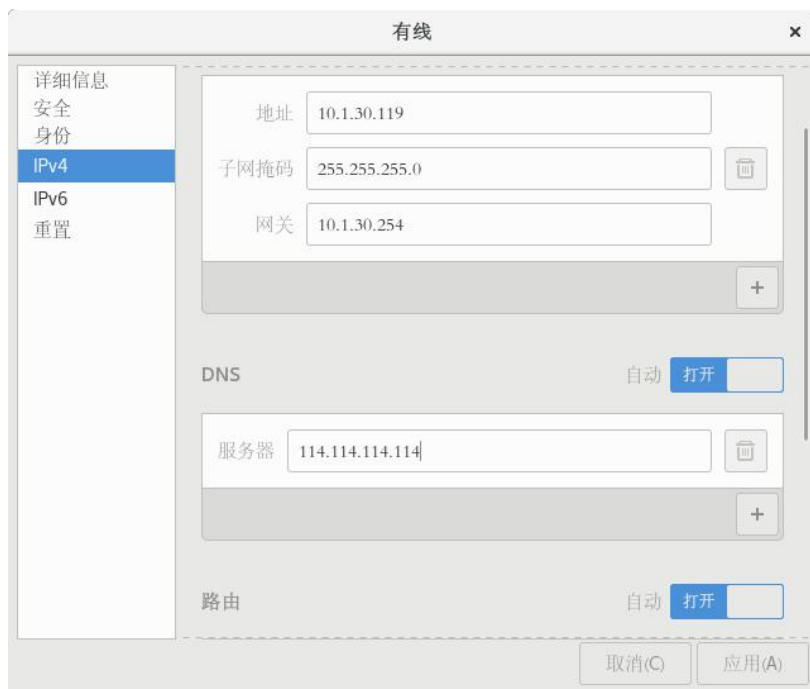 有线
详细信息
安全
身份
IPv4
IPv6
重置
地址 10.1.30.119
子网掩码 255.255.255.0
网关 10.1.30.254
+
DNS 自动 打开
服务器 114.114.114.114
+
路由 自动 打开
取消(C) 应用(A)